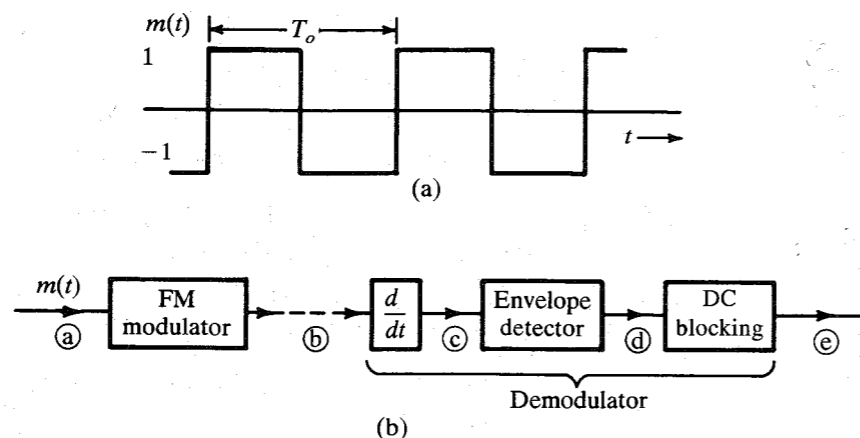 m(t)
1
T_o
-1
t
(a)
m(t)
FM
modulator
d
dt
Envelope
detector
DC
blocking
ⓐ ⓑ ⓒ ⓓ ⓔ
Demodulator
(b)